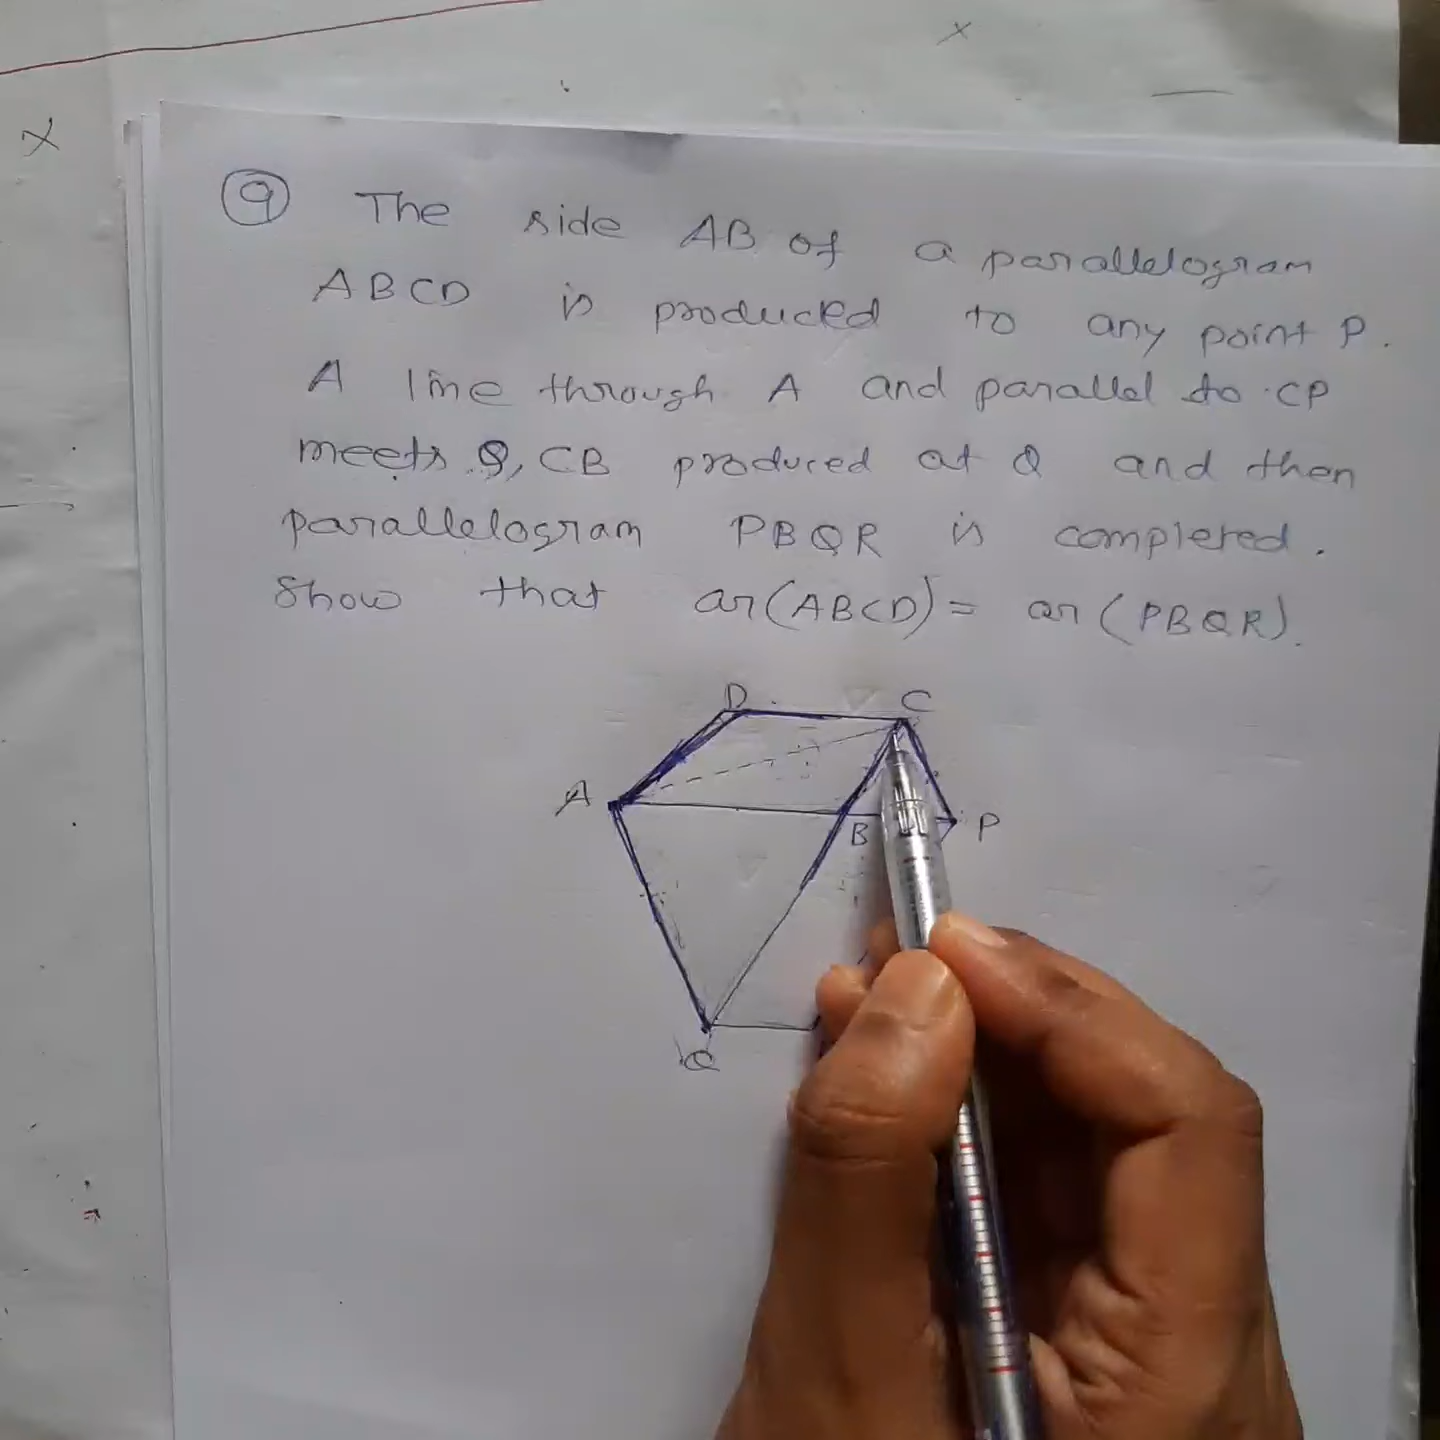 9 The side AB of a parallelogram
ABCD is produced to any point P.
A line through A and parallel to CP
meets Q, CB produced at Q and then
parallelogram PBQR is completed.
Show that ar(ABCD) = ar (PBQR).
D C
A
B P
Q